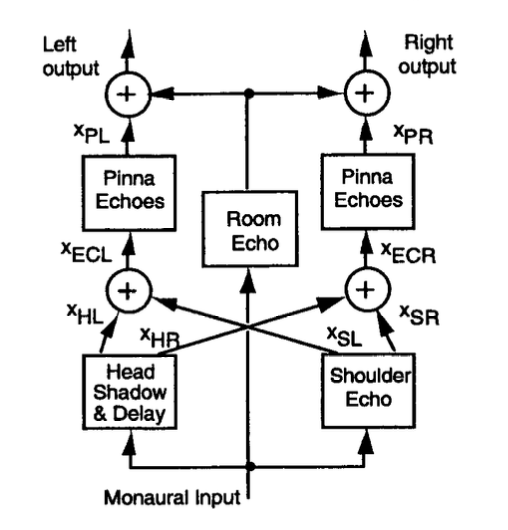 Left
output
Right
output
+
+
xPL
xPR
Pinna
Echoes
Room
Echo
Pinna
Echoes
xECL
xECR
+
+
xHL
xHR
xSL
xSR
Head
Shadow
& Delay
Shoulder
Echo
Monaural Input